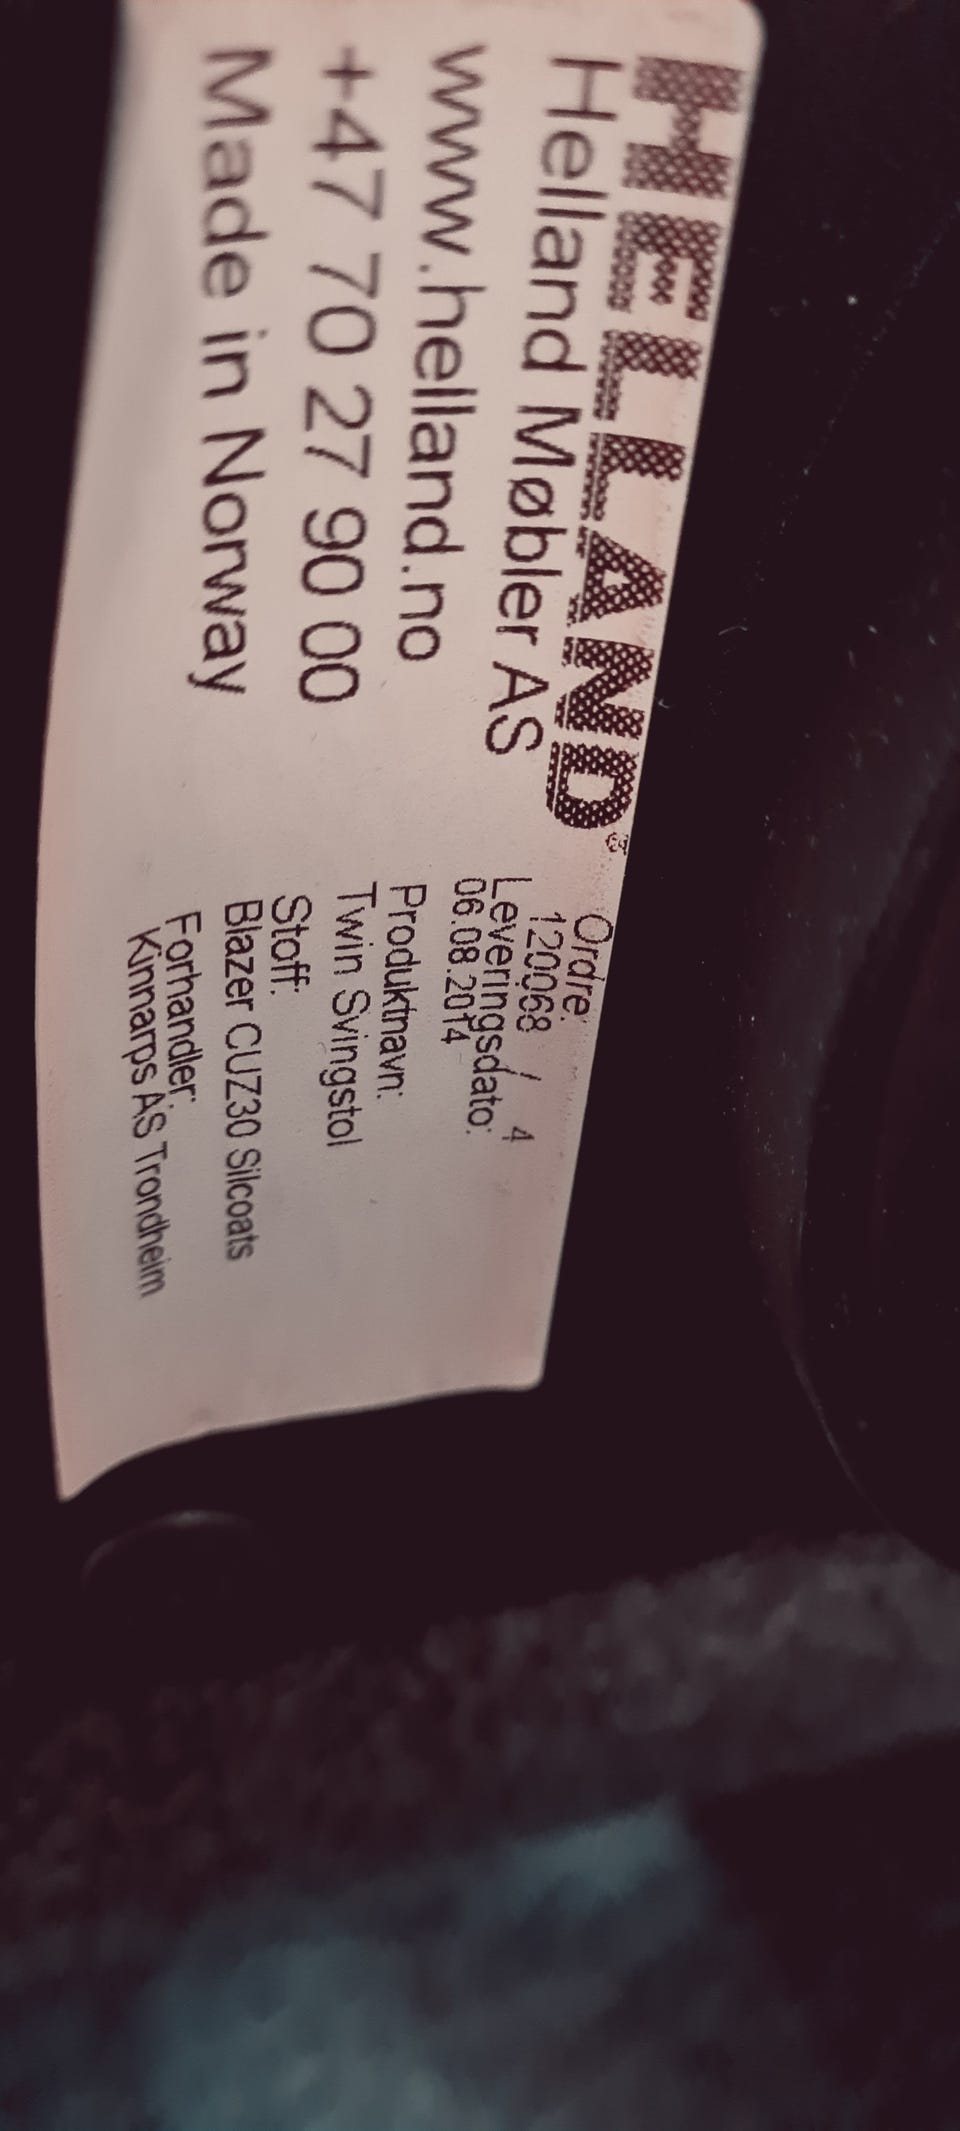 HELLAND
Helland Møbler AS
www.helland.no
+47 70 27 90 00
Made in Norway
Ordre:
120068 / 4
Leveringsdato:
06.08.2014
Produktnavn:
Twin Svingstol
Stoff:
Blazer CUZ30 Silcoats
Forhandler:
Kinnarps AS Trondheim